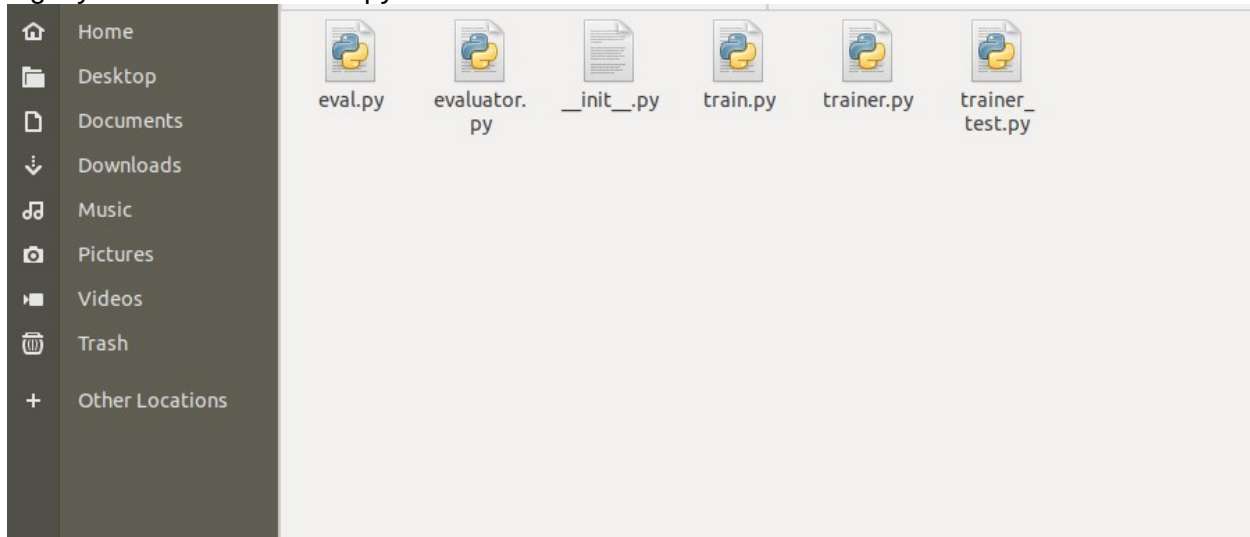 Home
Desktop
Documents
Downloads
Music
Pictures
Videos
Trash
Other Locations
eval.py
evaluator.
py
__init__.py
train.py
trainer.py
trainer_
test.py